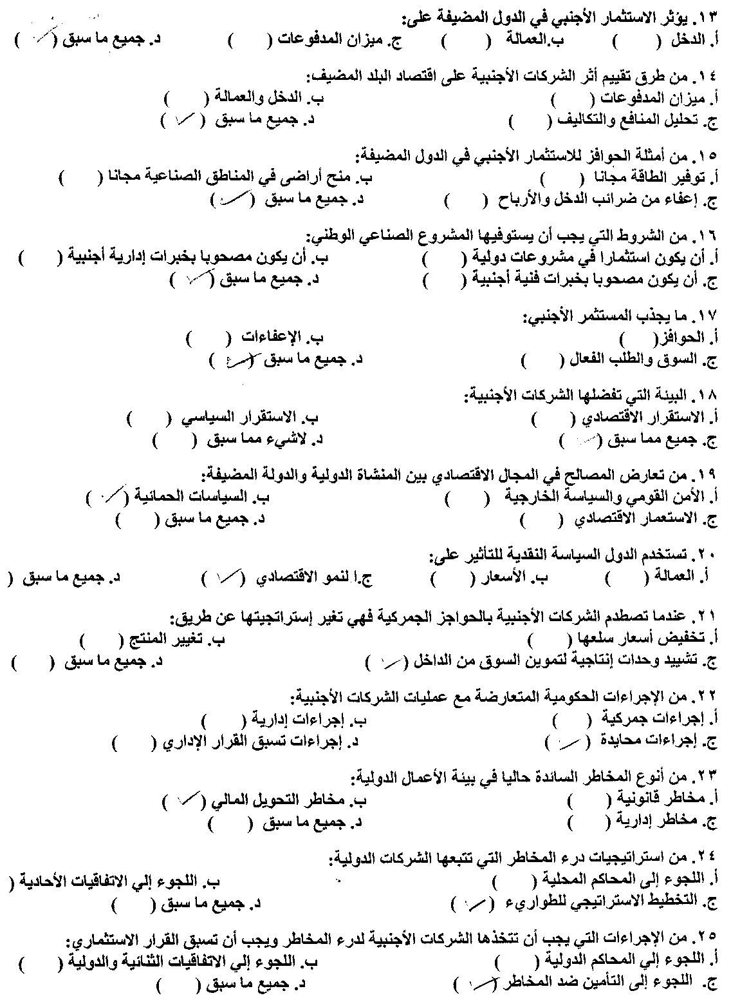 ١٣. يؤثر الاستثمار الأجنبي في الدول المضيفة على:
أ. الدخل ( ) ب.العمالة ( ) ج. ميزان المدفوعات ( ) د. جميع ما سبق (✓)
١٤. من طرق تقييم أثر الشركات الأجنبية على اقتصاد البلد المضيف:
أ. ميزان المدفوعات ( ) ب. الدخل والعمالة ( )
ج. تحليل المنافع والتكاليف ( ) د. جميع ما سبق (✓)
١٥. من أمثلة الحوافز للاستثمار الأجنبي في الدول المضيفة:
أ. توفير الطاقة مجانا ( ) ب. منح أراضى في المناطق الصناعية مجانا ( )
ج. إعفاء من ضرائب الدخل والأرباح ( ) د. جميع ما سبق (✓)
١٦. من الشروط التي يجب أن يستوفيها المشروع الصناعي الوطني:
أ. أن يكون استثمارا في مشروعات دولية ( ) ب. أن يكون مصحوبا بخبرات إدارية أجنبية ( )
ج. أن يكون مصحوبا بخبرات فنية أجنبية ( ) د. جميع ما سبق (✓)
١٧. ما يجذب المستثمر الأجنبي:
أ. الحوافز( ) ب. الإعفاءات ( )
ج. السوق والطلب الفعال ( ) د. جميع ما سبق (✓)
١٨. البيئة التي تفضلها الشركات الأجنبية:
أ. الاستقرار الاقتصادي ( ) ب. الاستقرار السياسي ( )
ج. جميع مما سبق (✓) د. لاشيء مما سبق ( )
١٩. من تعارض المصالح في المجال الاقتصادي بين المنشاة الدولية والدولة المضيفة:
أ. الأمن القومي والسياسة الخارجية ( ) ب. السياسات الحمائية (✓)
ج. الاستعمار الاقتصادي ( ) د. جميع ما سبق ( )
٢٠. تستخدم الدول السياسة النقدية للتأثير على:
أ. العمالة ( ) ب. الأسعار ( ) ج.ا لنمو الاقتصادي (✓) د. جميع ما سبق (
٢١. عندما تصطدم الشركات الأجنبية بالحواجز الجمركية فهي تغير إستراتجيتها عن طريق:
أ. تخفيض أسعار سلعها ( ) ب. تغيير المنتج ( )
ج. تشييد وحدات إنتاجية لتموين السوق من الداخل (✓) د. جميع ما سبق ( )
٢٢. من الإجراءات الحكومية المتعارضة مع عمليات الشركات الأجنبية:
أ. إجراءات جمركية ( ) ب. إجراءات إدارية ( )
ج. إجراءات محايدة (✓) د. إجراءات تسبق القرار الإداري ( )
٢٣. من أنوع المخاطر السائدة حاليا في بيئة الأعمال الدولية:
أ. مخاطر قانونية ( ) ب. مخاطر التحويل المالي (✓)
ج. مخاطر إدارية ( ) د. جميع ما سبق ( )
٢٤. من استراتيجيات درء المخاطر التي تتبعها الشركات الدولية:
أ. اللجوء إلى المحاكم المحلية ( ) ب. اللجوء إلي الاتفاقيات الأحادية (
ج. التخطيط الاستراتيجي للطواريء (✓) د. جميع ما سبق ( )
٢٥. من الإجراءات التي يجب أن تتخذها الشركات الأجنبية لدرء المخاطر ويجب أن تسبق القرار الاستثماري:
أ. اللجوء إلي المحاكم الدولية ( ) ب. اللجوء إلي الاتفاقيات الثنائية والدولية ( )
ج. اللجوء إلى التأمين ضد المخاطر (✓) د. جميع ما سبق ( )